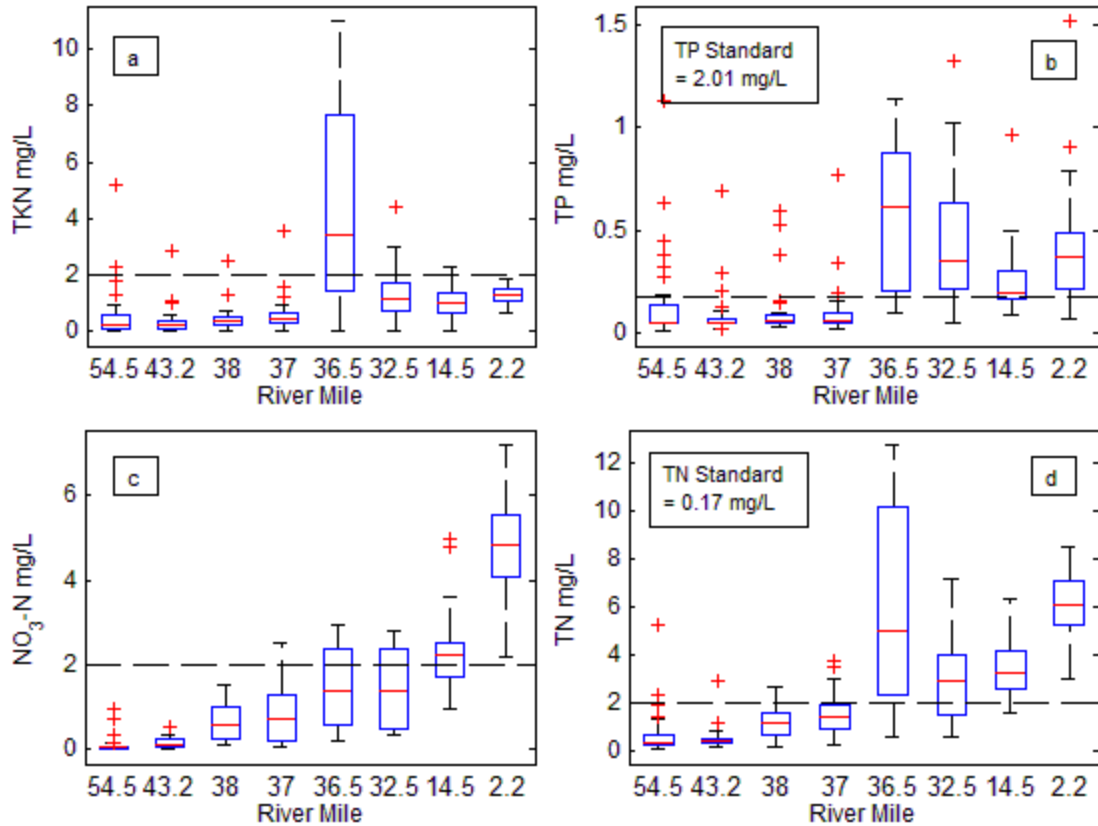 a
TKN mg/L
10
8
6
4
2
0
54.5 43.2 38 37 36.5 32.5 14.5 2.2
River Mile
TP Standard
= 2.01 mg/L
b
TP mg/L
1.5
1
0.5
0
54.5 43.2 38 37 36.5 32.5 14.5 2.2
River Mile
c
NO3-N mg/L
6
4
2
0
54.5 43.2 38 37 36.5 32.5 14.5 2.2
River Mile
TN Standard
= 0.17 mg/L
d
TN mg/L
12
10
8
6
4
2
0
54.5 43.2 38 37 36.5 32.5 14.5 2.2
River Mile